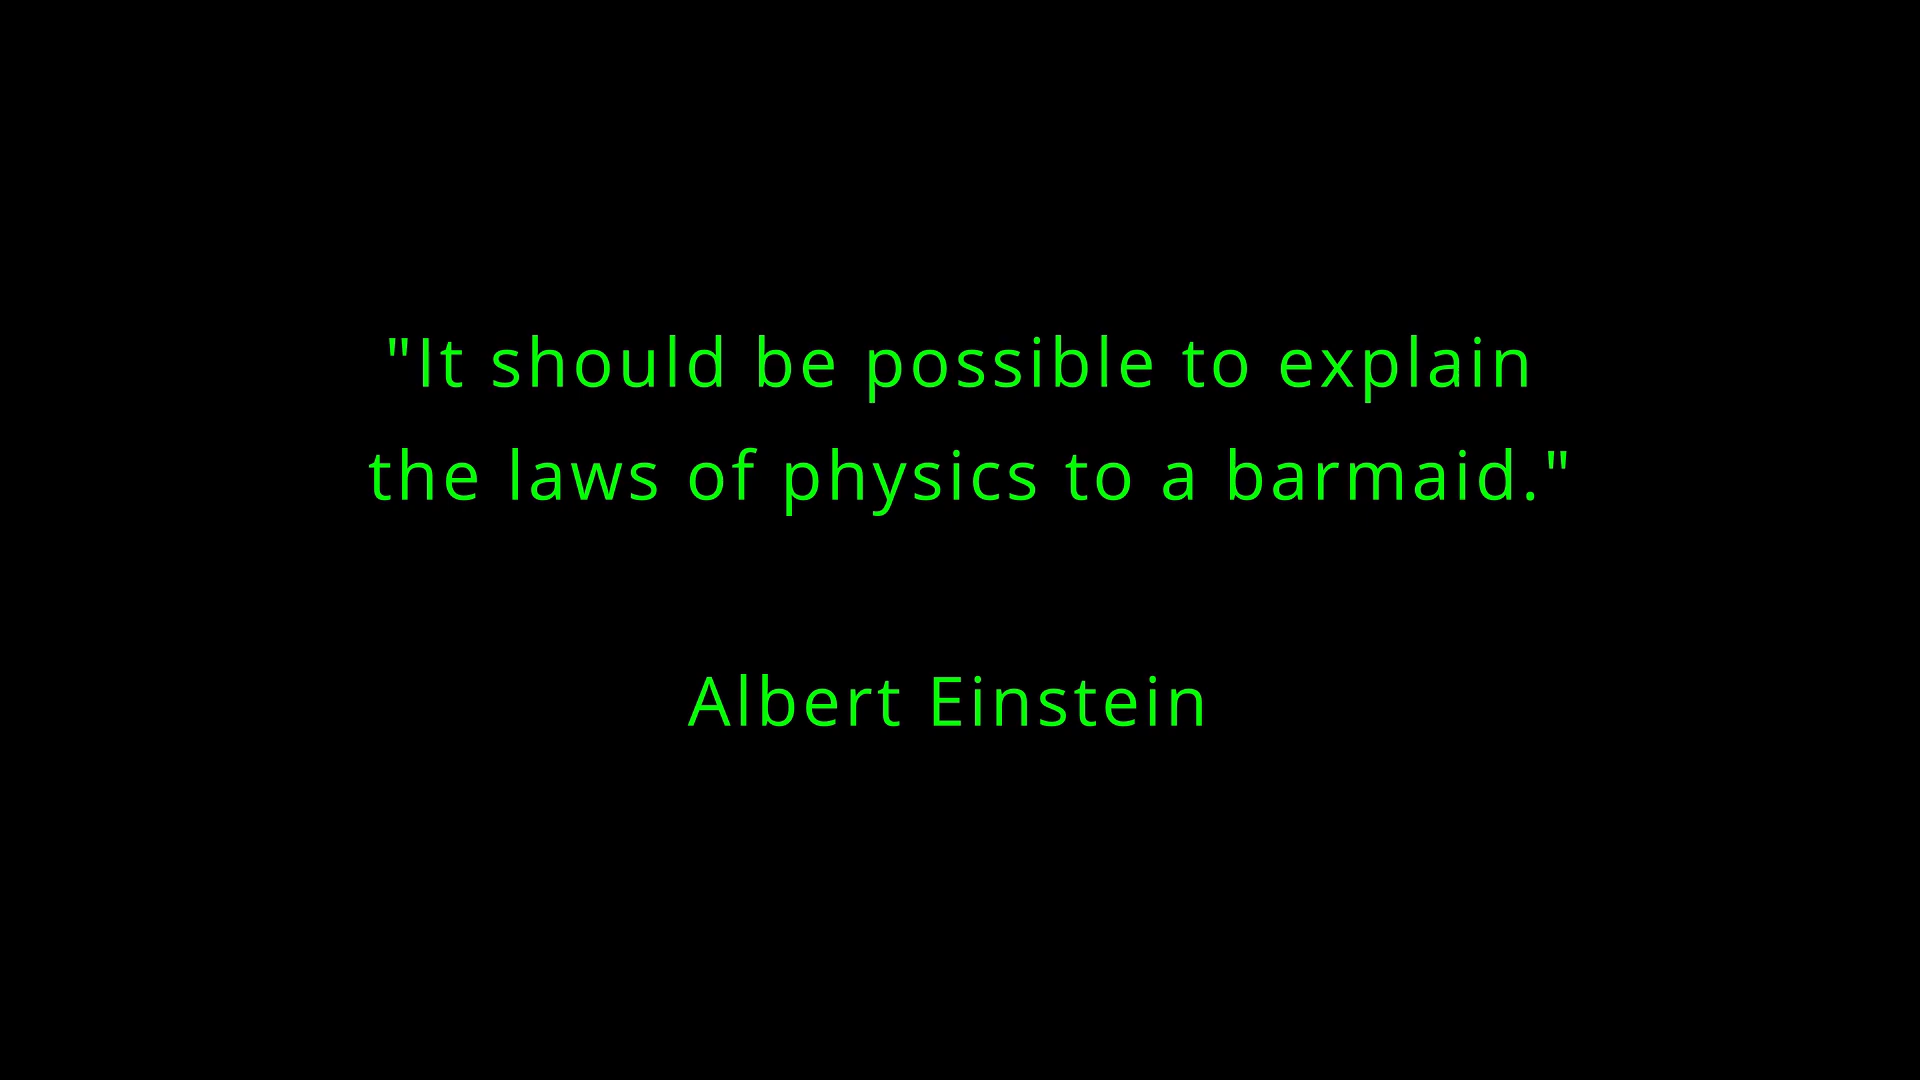 "It should be possible to explain
the laws of physics to a barmaid."
Albert Einstein